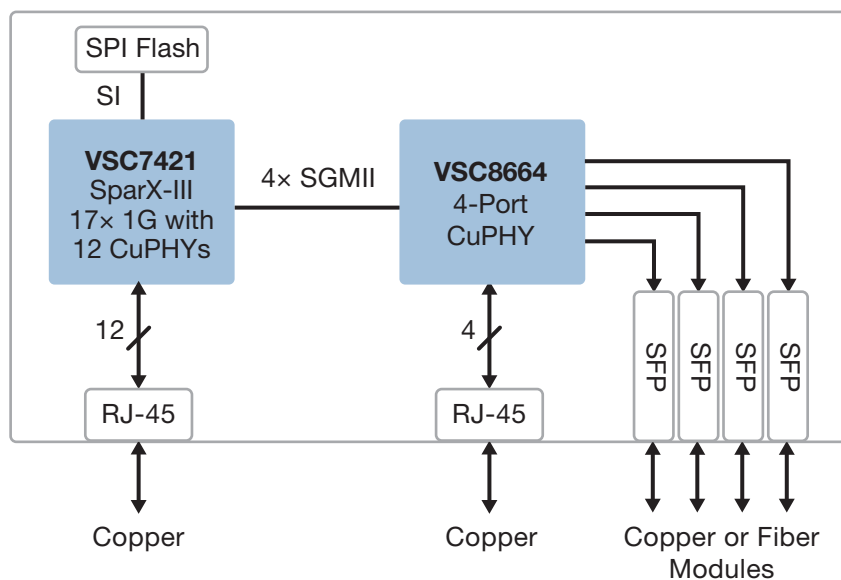 SPI Flash
SI
VSC7421
SparX-III
17× 1G with
12 CuPHYs
4× SGMII
VSC8664
4-Port
CuPHY
12
4
SFP
SFP
SFP
SFP
RJ-45
RJ-45
Copper
Copper
Copper or Fiber
Modules